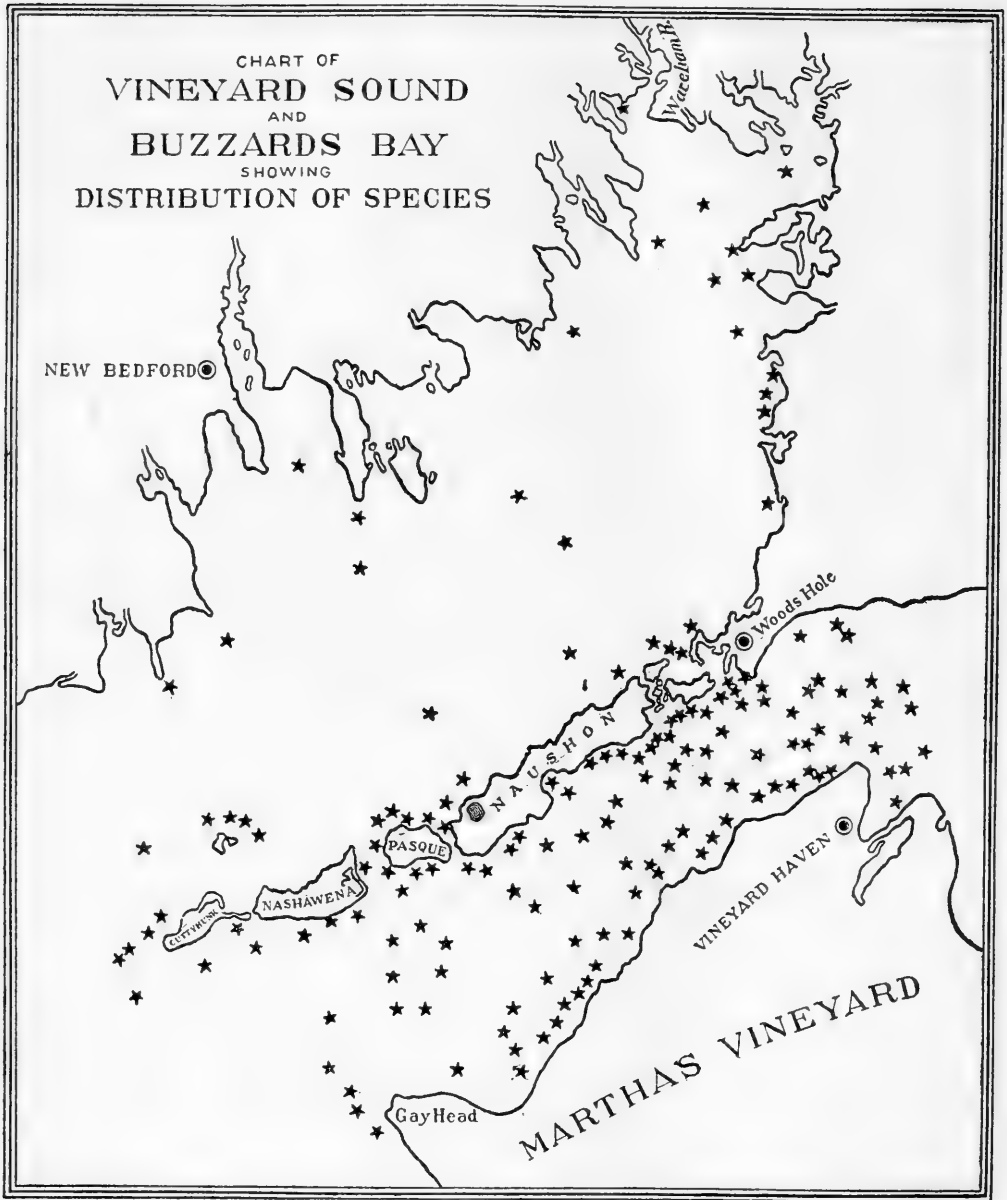 CHART OF
VINEYARD SOUND
AND
BUZZARDS BAY
SHOWING
DISTRIBUTION OF SPECIES
Wareham R.
NEW BEDFORD
Woods Hole
NAUSHON
PASQUE
NASHAWENA
CUTTYHUNK
VINEYARD HAVEN
MARTHAS VINEYARD
Gay Head